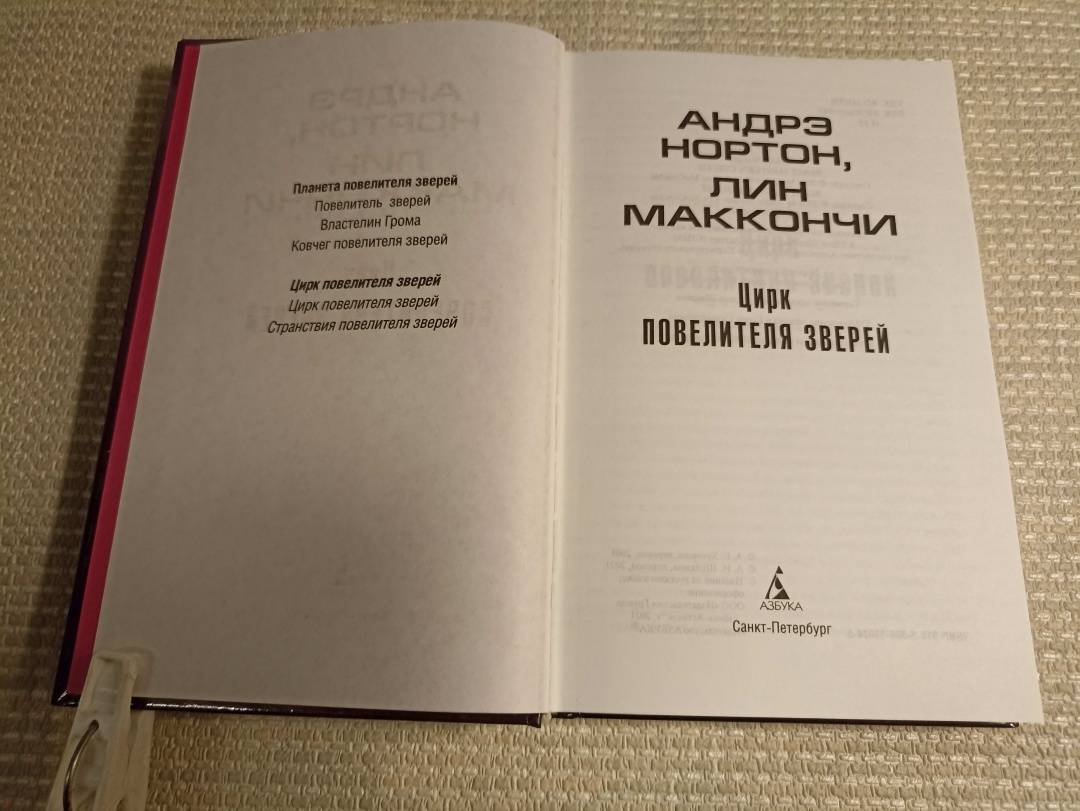 Планета повелителя зверей
Повелитель зверей
Властелин Грома
Ковчег повелителя зверей
Цирк повелителя зверей
Цирк повелителя зверей
Странствия повелителя зверей
АНДРЭ
НОРТОН,
ЛИН
МАККОНЧИ
Цирк
ПОВЕЛИТЕЛЯ ЗВЕРЕЙ
АЗБУКА
Санкт-Петербург